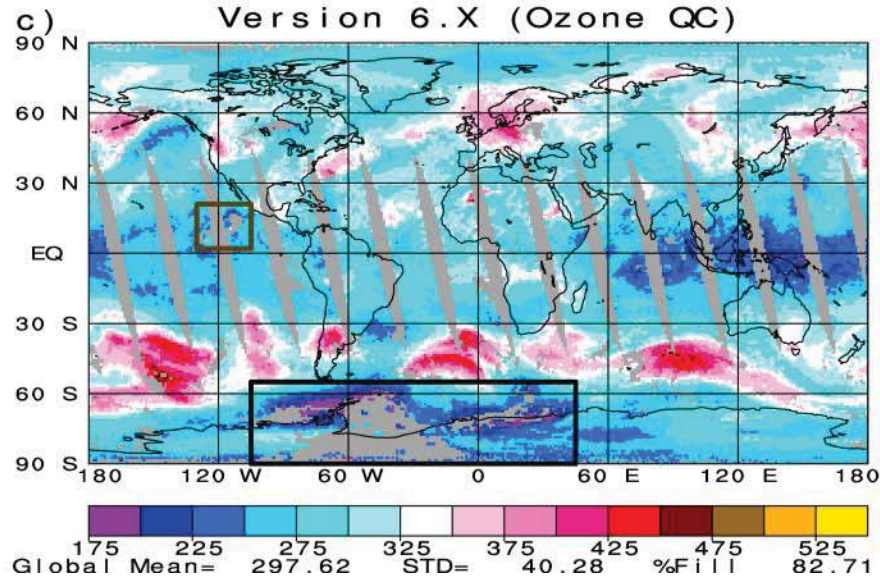 c) Version 6.X (Ozone QC)
90 N
60 N
30 N
EQ
30 S
60 S
90 S
180 120 W 60 W 0 60 E 120 E 180
175 225 275 325 375 425 475 525
Global Mean= 297.62 STD= 40.28 %Fill 82.71